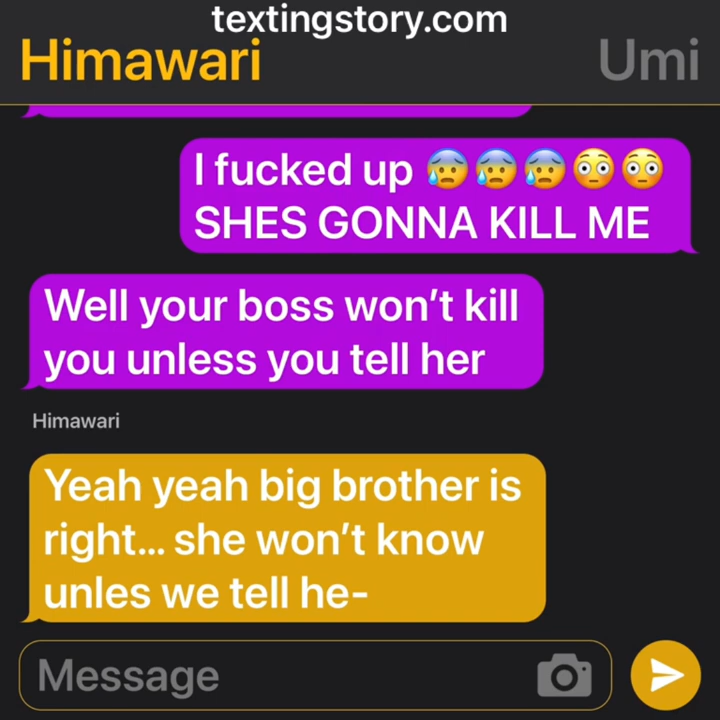 textingstory.com
Himawari Umi
I fucked up 😰😰😰😳😳
SHES GONNA KILL ME
Well your boss won’t kill
you unless you tell her
Himawari
Yeah yeah big brother is
right... she won’t know
unles we tell he-
Message